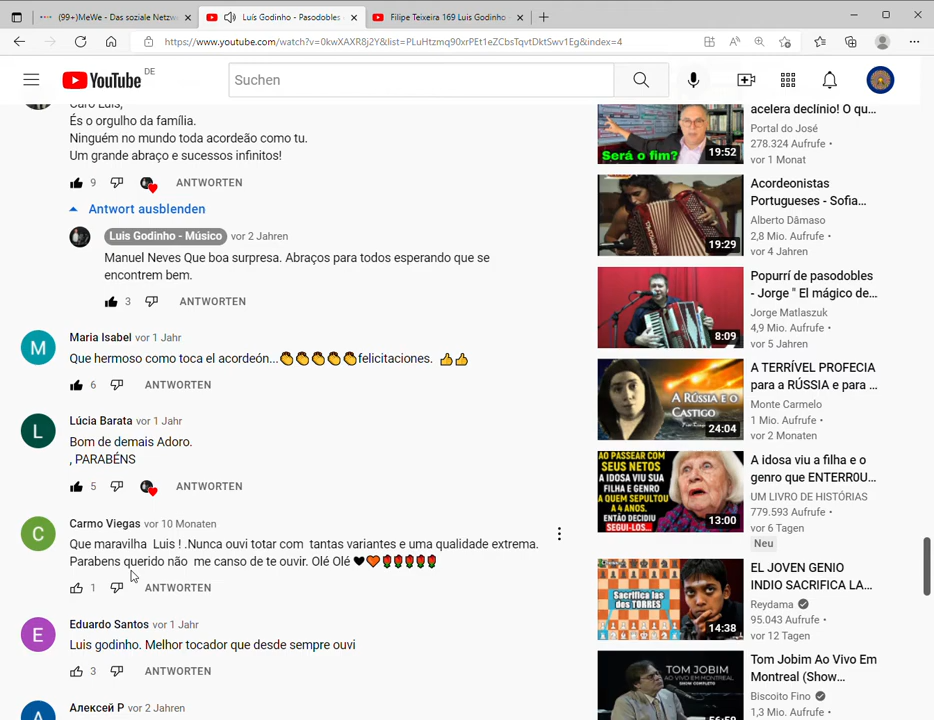 (99+)MeWe - Das soziale Netzw
Luís Godinho - Pasodobles
Filipe Teixeira 169 Luis Godinho
https://www.youtube.com/watch?v=0kwXAXR8j2Y&list=PLuHtzmq90xrPEt1eZCbsTqvtDktSwv1Eg&index=4
YouTube DE
Suchen
Caro Luis,
És o orgulho da família.
Ninguém no mundo toda acordeão como tu.
Um grande abraço e sucessos infinitos!
9 ANTWORTEN
Antwort ausblenden
Luis Godinho - Músico vor 2 Jahren
Manuel Neves Que boa surpresa. Abraços para todos esperando que se
encontrem bem.
3 ANTWORTEN
M
Maria Isabel vor 1 Jahr
Que hermoso como toca el acordeón...👏👏👏👏👏felicitaciones. 👍👍
6 ANTWORTEN
L
Lúcia Barata vor 1 Jahr
Bom de demais Adoro.
, PARABÉNS
5 ANTWORTEN
C
Carmo Viegas vor 10 Monaten
Que maravilha Luis ! .Nunca ouvi totar com tantas variantes e uma qualidade extrema.
Parabens querido não me canso de te ouvir. Olé Olé 🖤🧡🌹🌹🌹🌹🌹
1 ANTWORTEN
E
Eduardo Santos vor 1 Jahr
Luis godinho. Melhor tocador que desde sempre ouvi
3 ANTWORTEN
А
Алексей Р vor 2 Jahren
Será o fim?
19:52
acelera declínio! O qu...
Portal do José
278.324 Aufrufe •
vor 1 Monat
19:29
Acordeonistas
Portugueses - Sofia...
Alberto Dâmaso
2,8 Mio. Aufrufe •
vor 4 Jahren
8:09
Popurrí de pasodobles
- Jorge " El mágico de...
Jorge Matlaszuk
4,9 Mio. Aufrufe •
vor 5 Jahren
A RÚSSIA E O
CASTIGO
24:04
A TERRÍVEL PROFECIA
para a RÚSSIA e para ...
Monte Carmelo
1 Mio. Aufrufe •
vor 2 Monaten
AO PASSEAR COM
SEUS NETOS
A IDOSA VIU SUA
FILHA E GENRO
A QUEM SEPULTOU
A 4 ANOS.
ENTÃO DECIDIU
SEGUI-LOS...
13:00
A idosa viu a filha e o
genro que ENTERROU...
UM LIVRO DE HISTÓRIAS
779.593 Aufrufe •
vor 6 Tagen
Neu
Sacrifica las
dos TORRES
14:38
EL JOVEN GENIO
INDIO SACRIFICA LA...
Reydama
95.043 Aufrufe •
vor 12 Tagen
TOM JOBIM
AO VIVO EM MONTREAL
SHOW COMPLETO
Tom Jobim Ao Vivo Em
Montreal (Show...
Biscoito Fino
1,3 Mio. Aufrufe •